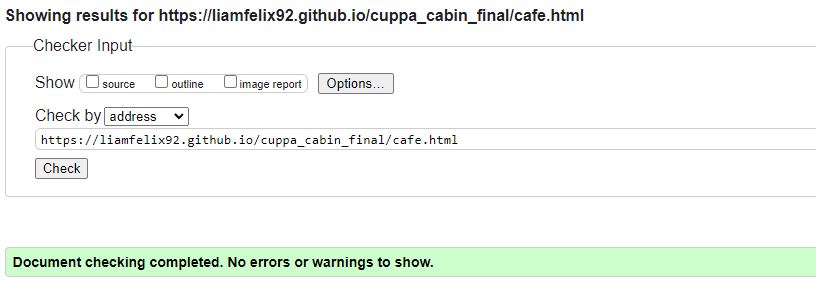 Showing results for https://liamfelix92.github.io/cuppa_cabin_final/cafe.html
Checker Input
Show source outline image report Options...
Check by address
https://liamfelix92.github.io/cuppa_cabin_final/cafe.html
Check
Document checking completed. No errors or warnings to show.